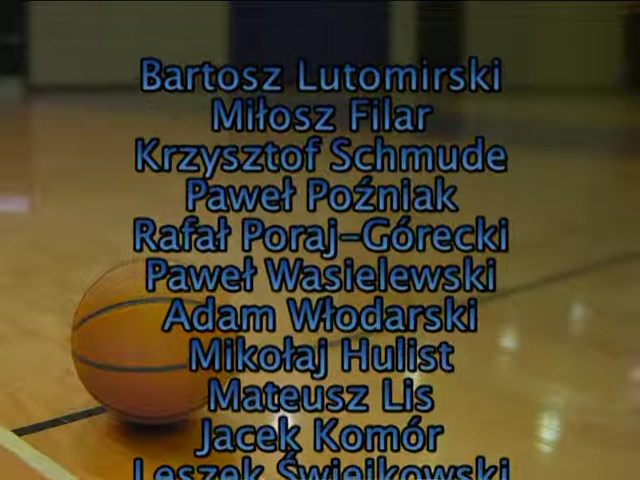 Bartosz Lutomirski
Miłosz Filar
Krzysztof Schmude
Paweł Poźniak
Rafał Poraj-Górecki
Paweł Wasielewski
Adam Włodarski
Mikołaj Hulist
Mateusz Lis
Jacek Komór
Leszek Świejkowski